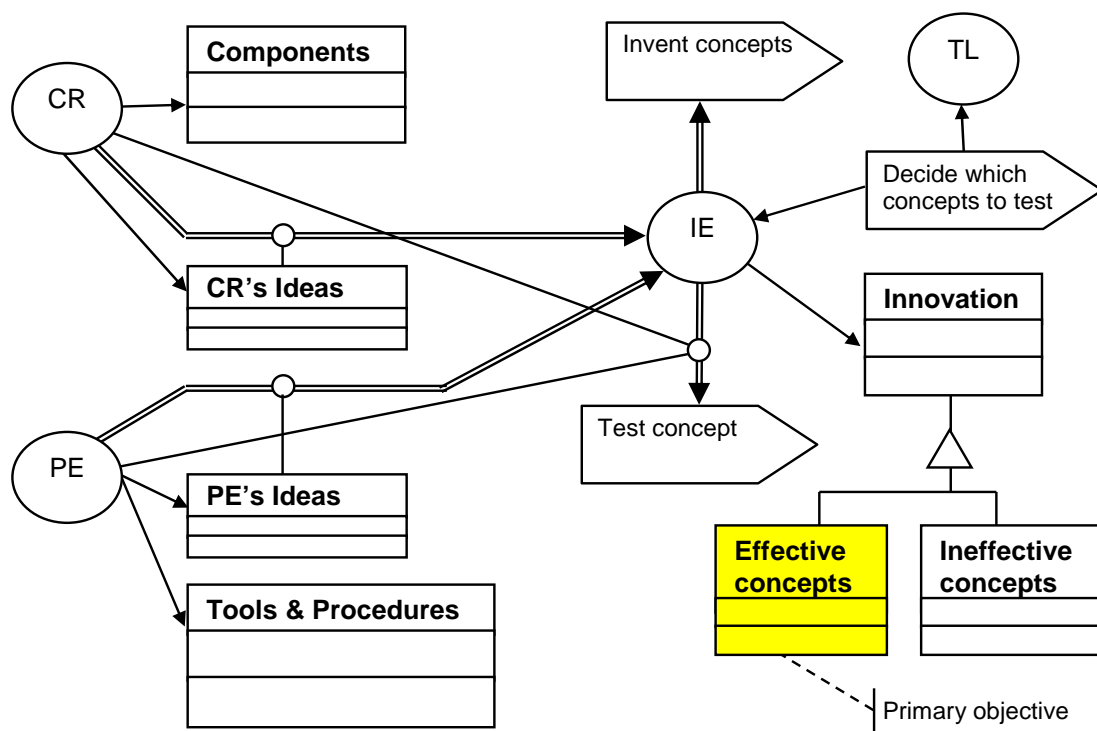 Components
CR
Invent concepts
TL
Decide which
concepts to test
IE
CR’s Ideas
Innovation
Test concept
PE
PE’s Ideas
Effective
concepts
Ineffective
concepts
Tools & Procedures
Primary objective